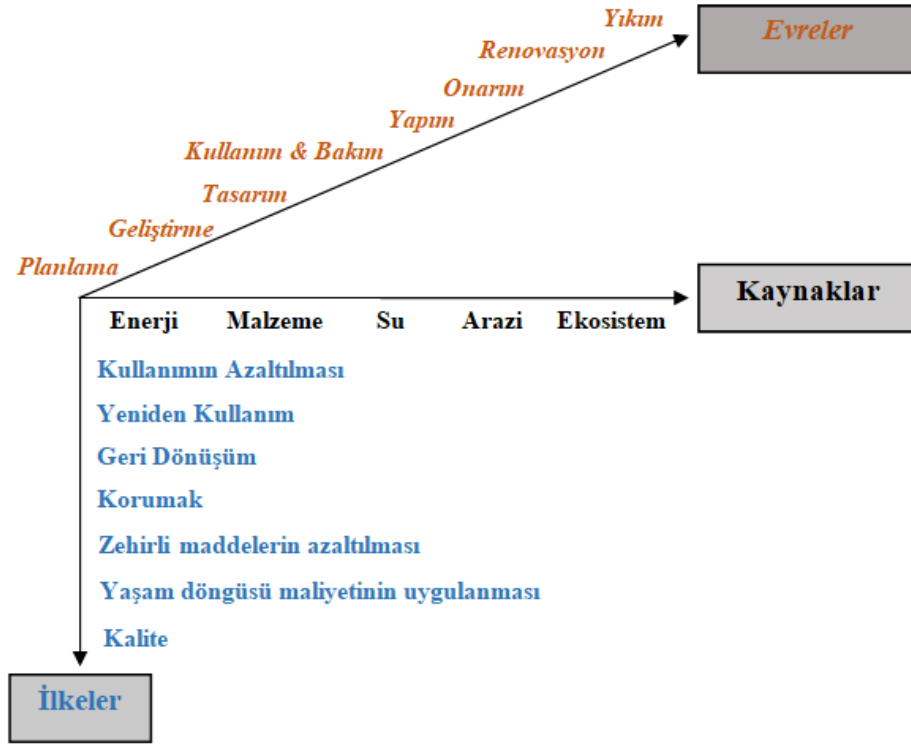 Yıkım
Evreler
Renovasyon
Onarım
Yapım
Kullanım & Bakım
Tasarım
Geliştirme
Planlama
Kaynaklar
Enerji Malzeme Su Arazi Ekosistem
Kullanımın Azaltılması
Yeniden Kullanım
Geri Dönüşüm
Korumak
Zehirli maddelerin azaltılması
Yaşam döngüsü maliyetinin uygulanması
Kalite
İlkeler